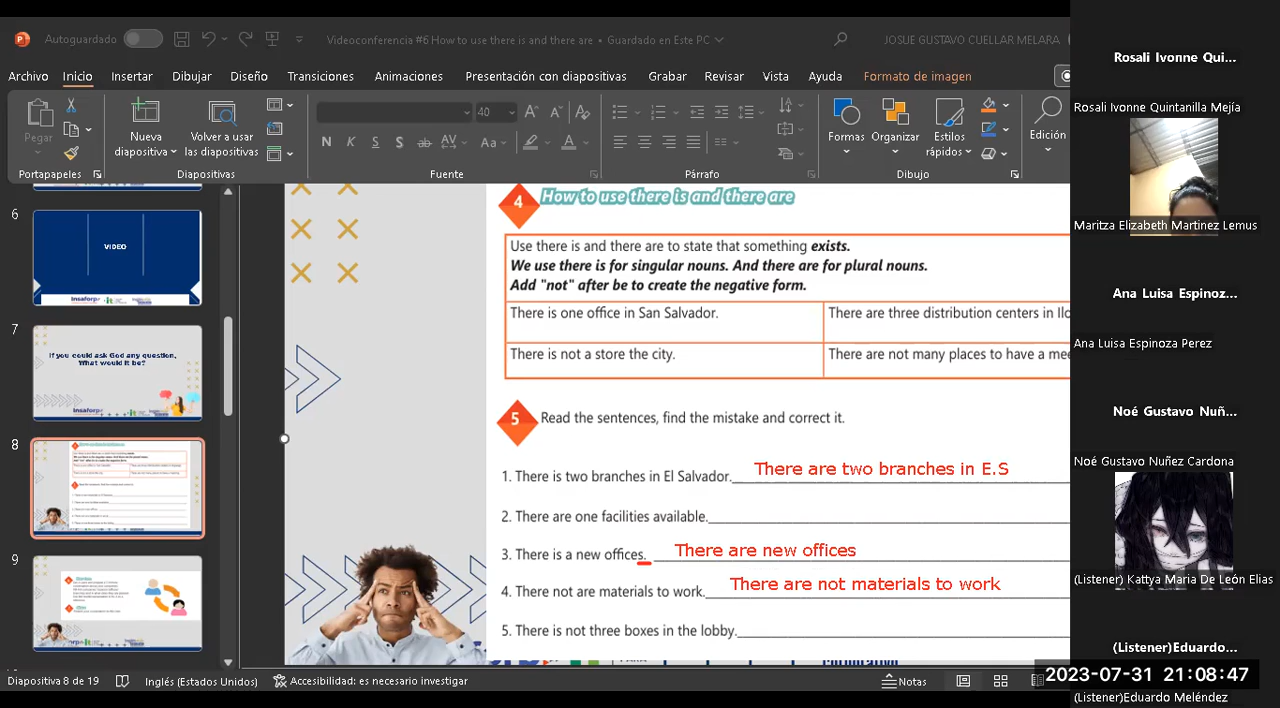 Autoguardado
Videoconferencia #6 How to use there is and there are • Guardado en Este PC
JOSUE GUSTAVO CUELLAR MELARA
Archivo Inicio Insertar Dibujar Diseño Transiciones Animaciones Presentación con diapositivas Grabar Revisar Vista Ayuda Formato de imagen
Pegar
Nueva diapositiva
Volver a usar las diapositivas
40
N K S S ab AV Aa A
Formas
Organizar
Estilos rápidos
Edición
Portapapeles
Diapositivas
Fuente
Párrafo
Dibujo
6
VIDEO
insaforp
7
If you could ask God any question,
What would it be?
insaforp
8
9
4 How to use there is and there are
Use there is and there are to state that something exists.
We use there is for singular nouns. And there are for plural nouns.
Add "not" after be to create the negative form.
There is one office in San Salvador.
There are three distribution centers in Ilo
There is not a store the city.
There are not many places to have a mee
5 Read the sentences, find the mistake and correct it.
1. There is two branches in El Salvador. There are two branches in E.S
2. There are one facilities available.
3. There is a new offices. There are new offices
4. There not are materials to work. There are not materials to work
5. There is not three boxes in the lobby.
Diapositiva 8 de 19
Inglés (Estados Unidos)
Accesibilidad: es necesario investigar
Notas
Rosali Ivonne Qui...
Rosali Ivonne Quintanilla Mejía
Maritza Elizabeth Martinez Lemus
Ana Luisa Espinoz...
Ana Luisa Espinoza Perez
Noé Gustavo Nuñ...
Noé Gustavo Nuñez Cardona
(Listener) Kattya Maria De León Elias
(Listener)Eduardo...
2023-07-31 21:08:47
(Listener)Eduardo Meléndez